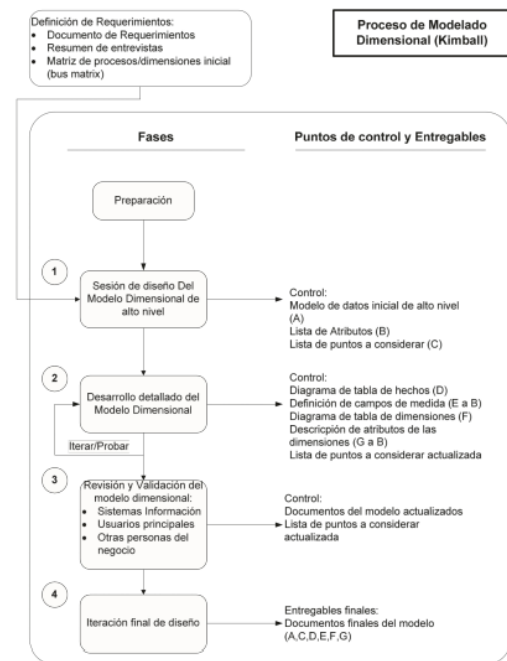 Definición de Requerimientos:
• Documento de Requerimientos
• Resumen de entrevistas
• Matriz de procesos/dimensiones inicial
(bus matrix)
Proceso de Modelado
Dimensional (Kimball)
Fases
Puntos de control y Entregables
Preparación
1
Sesión de diseño Del
Modelo Dimensional de
alto nivel
Control:
Modelo de datos inicial de alto nivel
(A)
Lista de Atributos (B)
Lista de puntos a considerar (C)
2
Desarrollo detallado del
Modelo Dimensional
Iterar/Probar
Control:
Diagrama de tabla de hechos (D)
Definición de campos de medida (E a B)
Diagrama de tabla de dimensiones (F)
Descricpión de atributos de las
dimensiones (G a B)
Lista de puntos a considerar actualizada
3
Revisión y Validación del
modelo dimensional:
• Sistemas Información
• Usuarios principales
• Otras personas del
negocio
Control:
Documentos del modelo actualizados
Lista de puntos a considerar
actualizada
4
Iteración final de diseño
Entregables finales:
Documentos finales del modelo
(A,C,D,E,F,G)